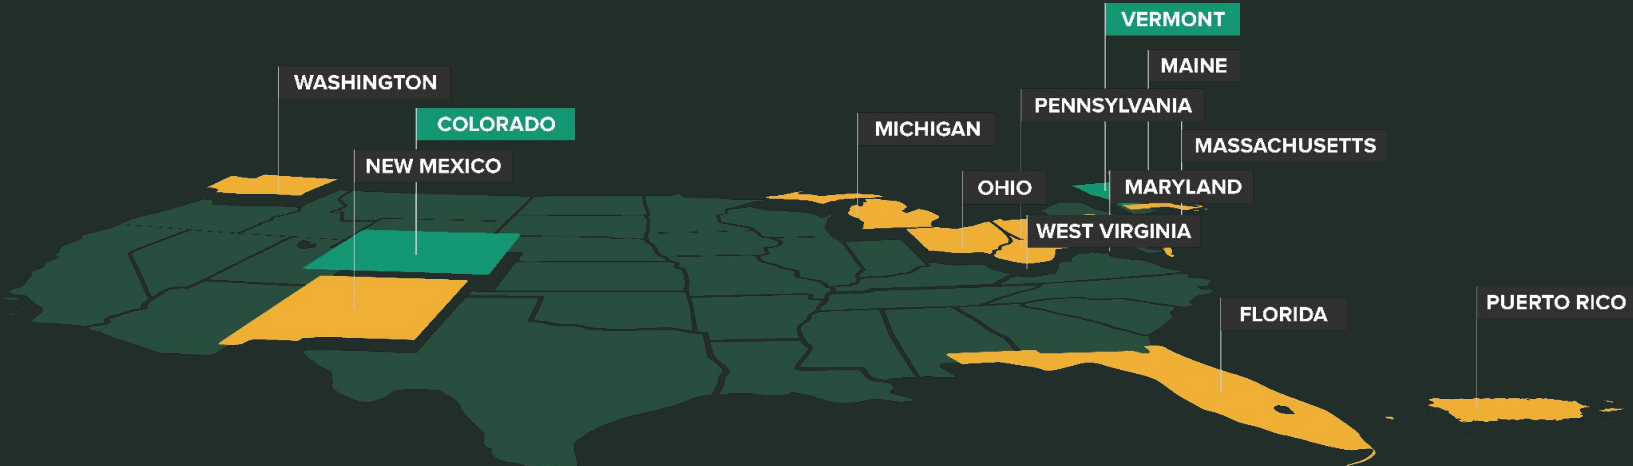 VERMONT
MAINE
WASHINGTON
PENNSYLVANIA
COLORADO
MICHIGAN
MASSACHUSETTS
NEW MEXICO
OHIO
MARYLAND
WEST VIRGINIA
PUERTO RICO
FLORIDA